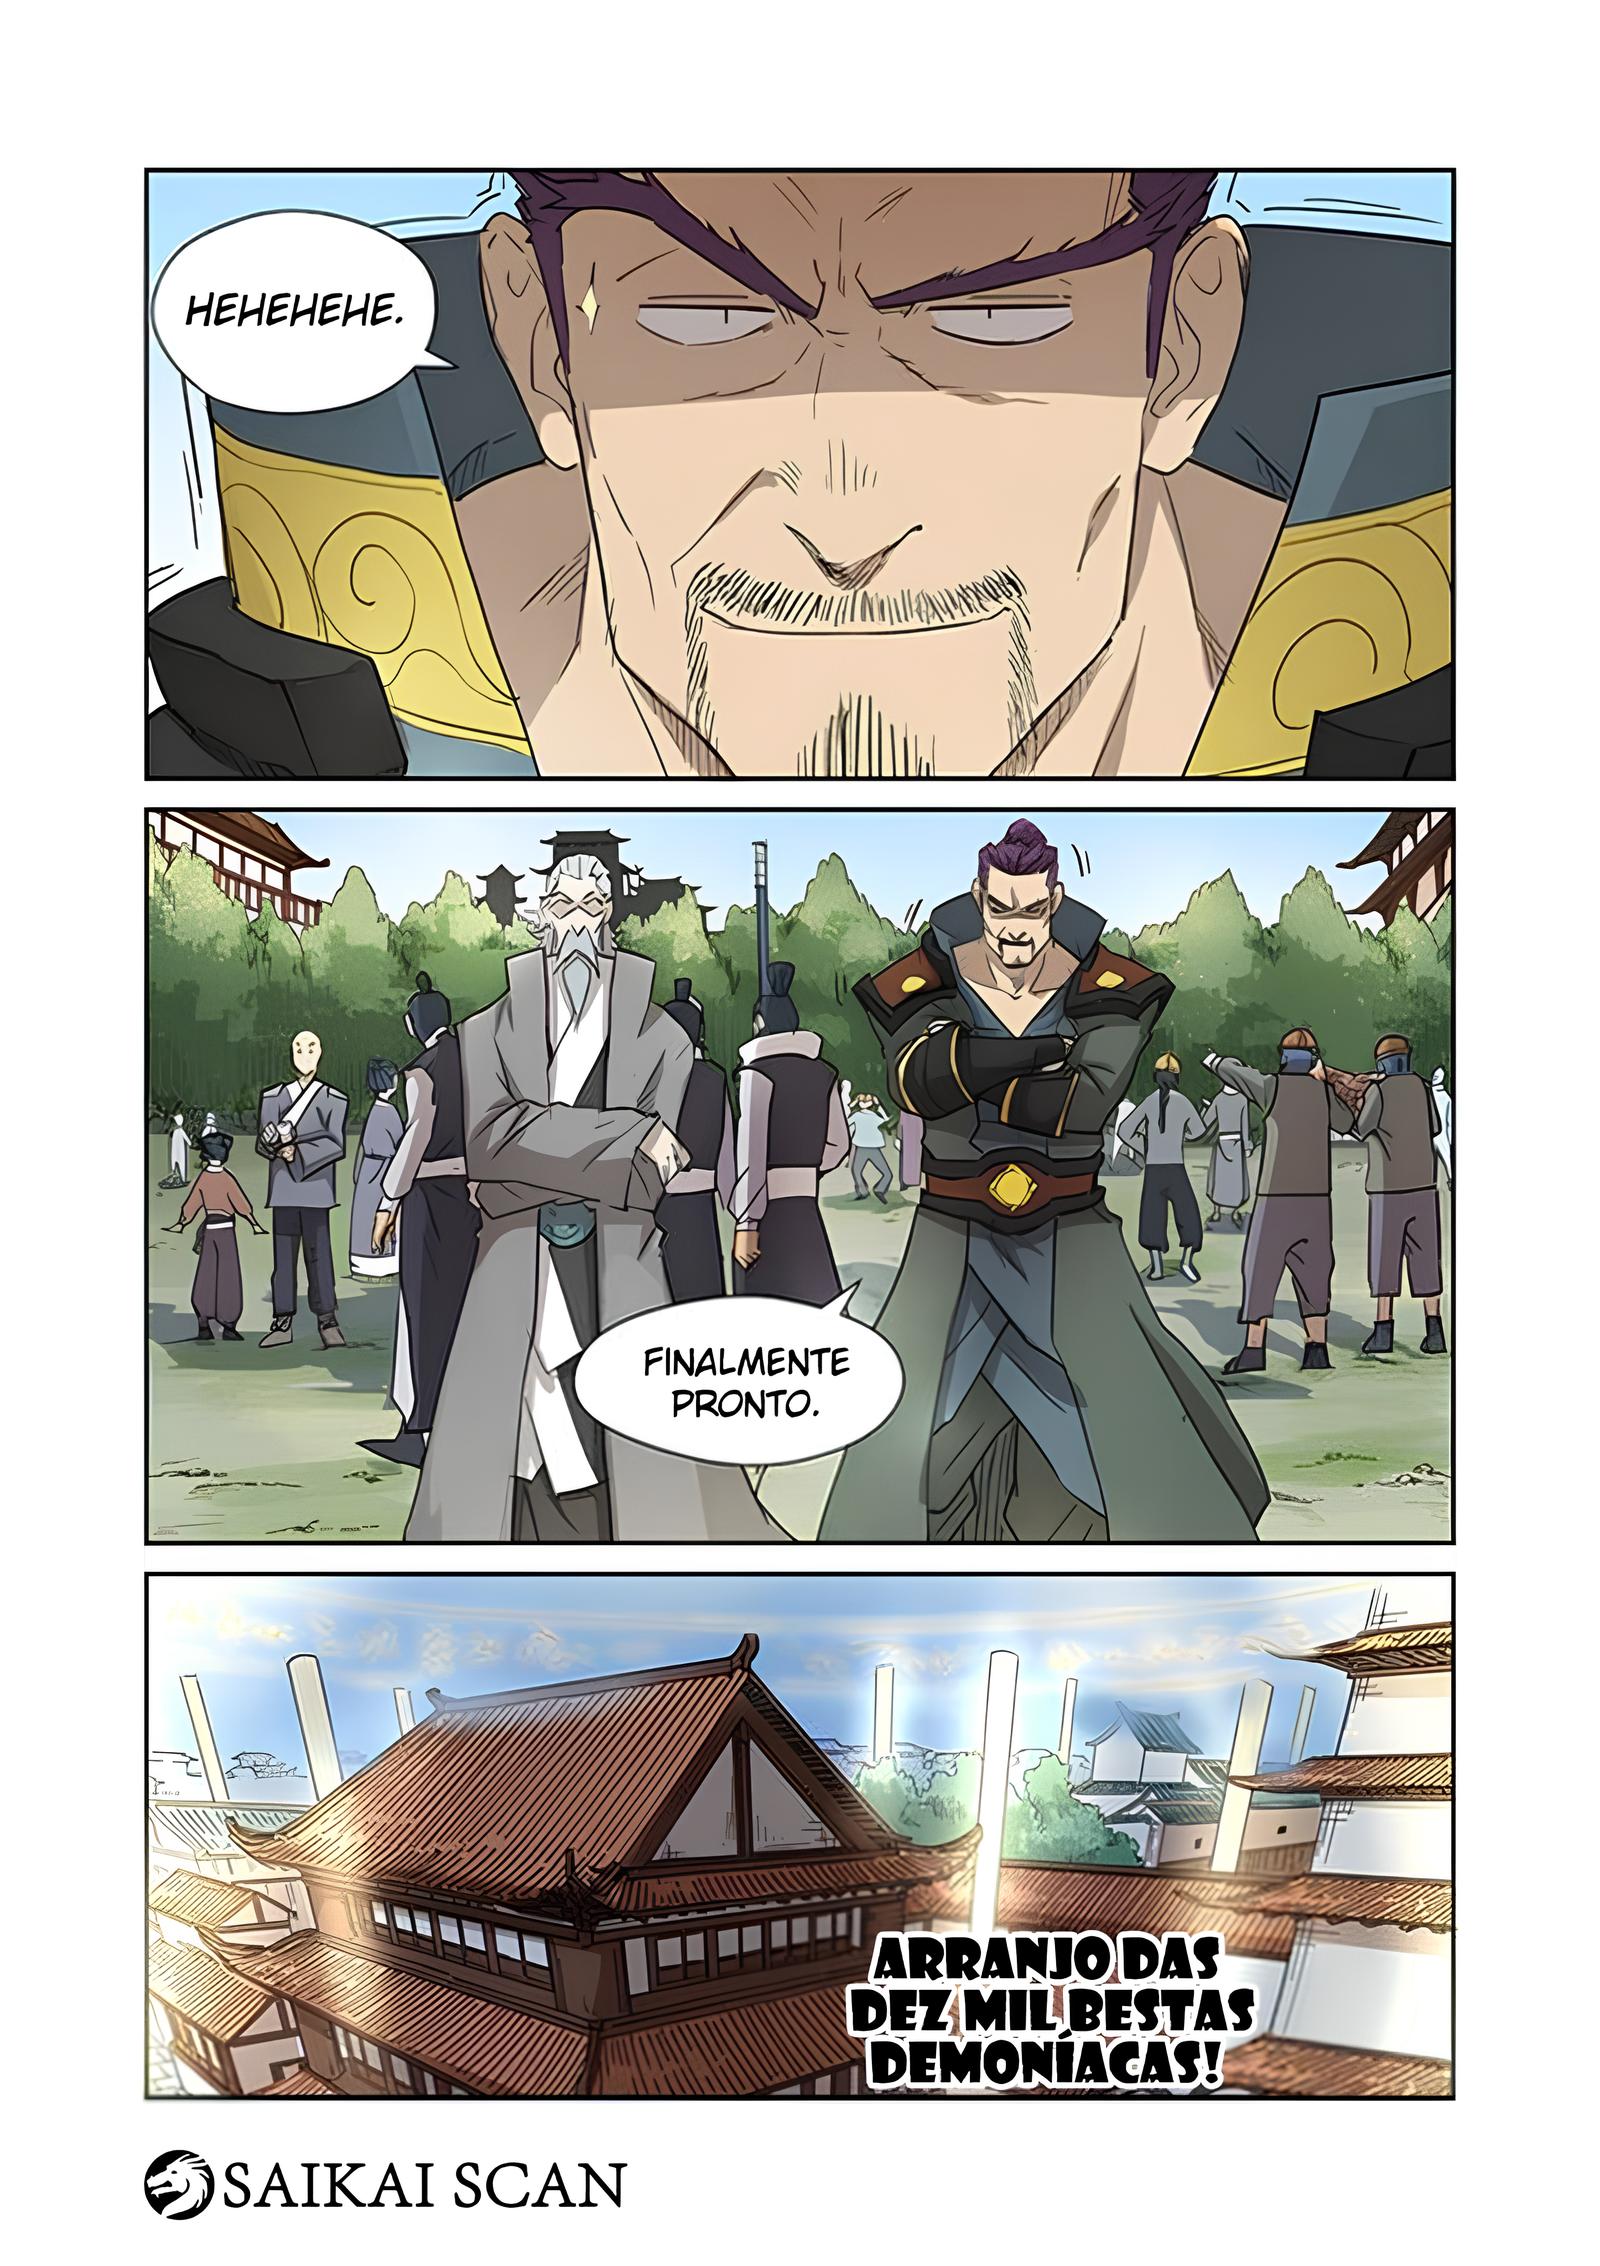 HEHEHEHE.
FINALMENTE
PRONTO.
ARRANJO DAS
DEZ MIL BESTAS
DEMONÍACAS!
SAIKAI SCAN